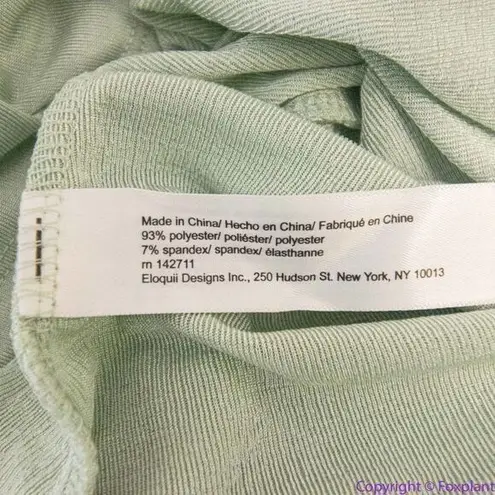 Made in China/ Hecho en China/ Fabriqué en Chine
93% polyester/ poliéster/ polyester
7% spandex/ spandex/ élasthanne
rn 142711
Eloquii Designs Inc., 250 Hudson St. New York, NY 10013
Copyright © Foxplant